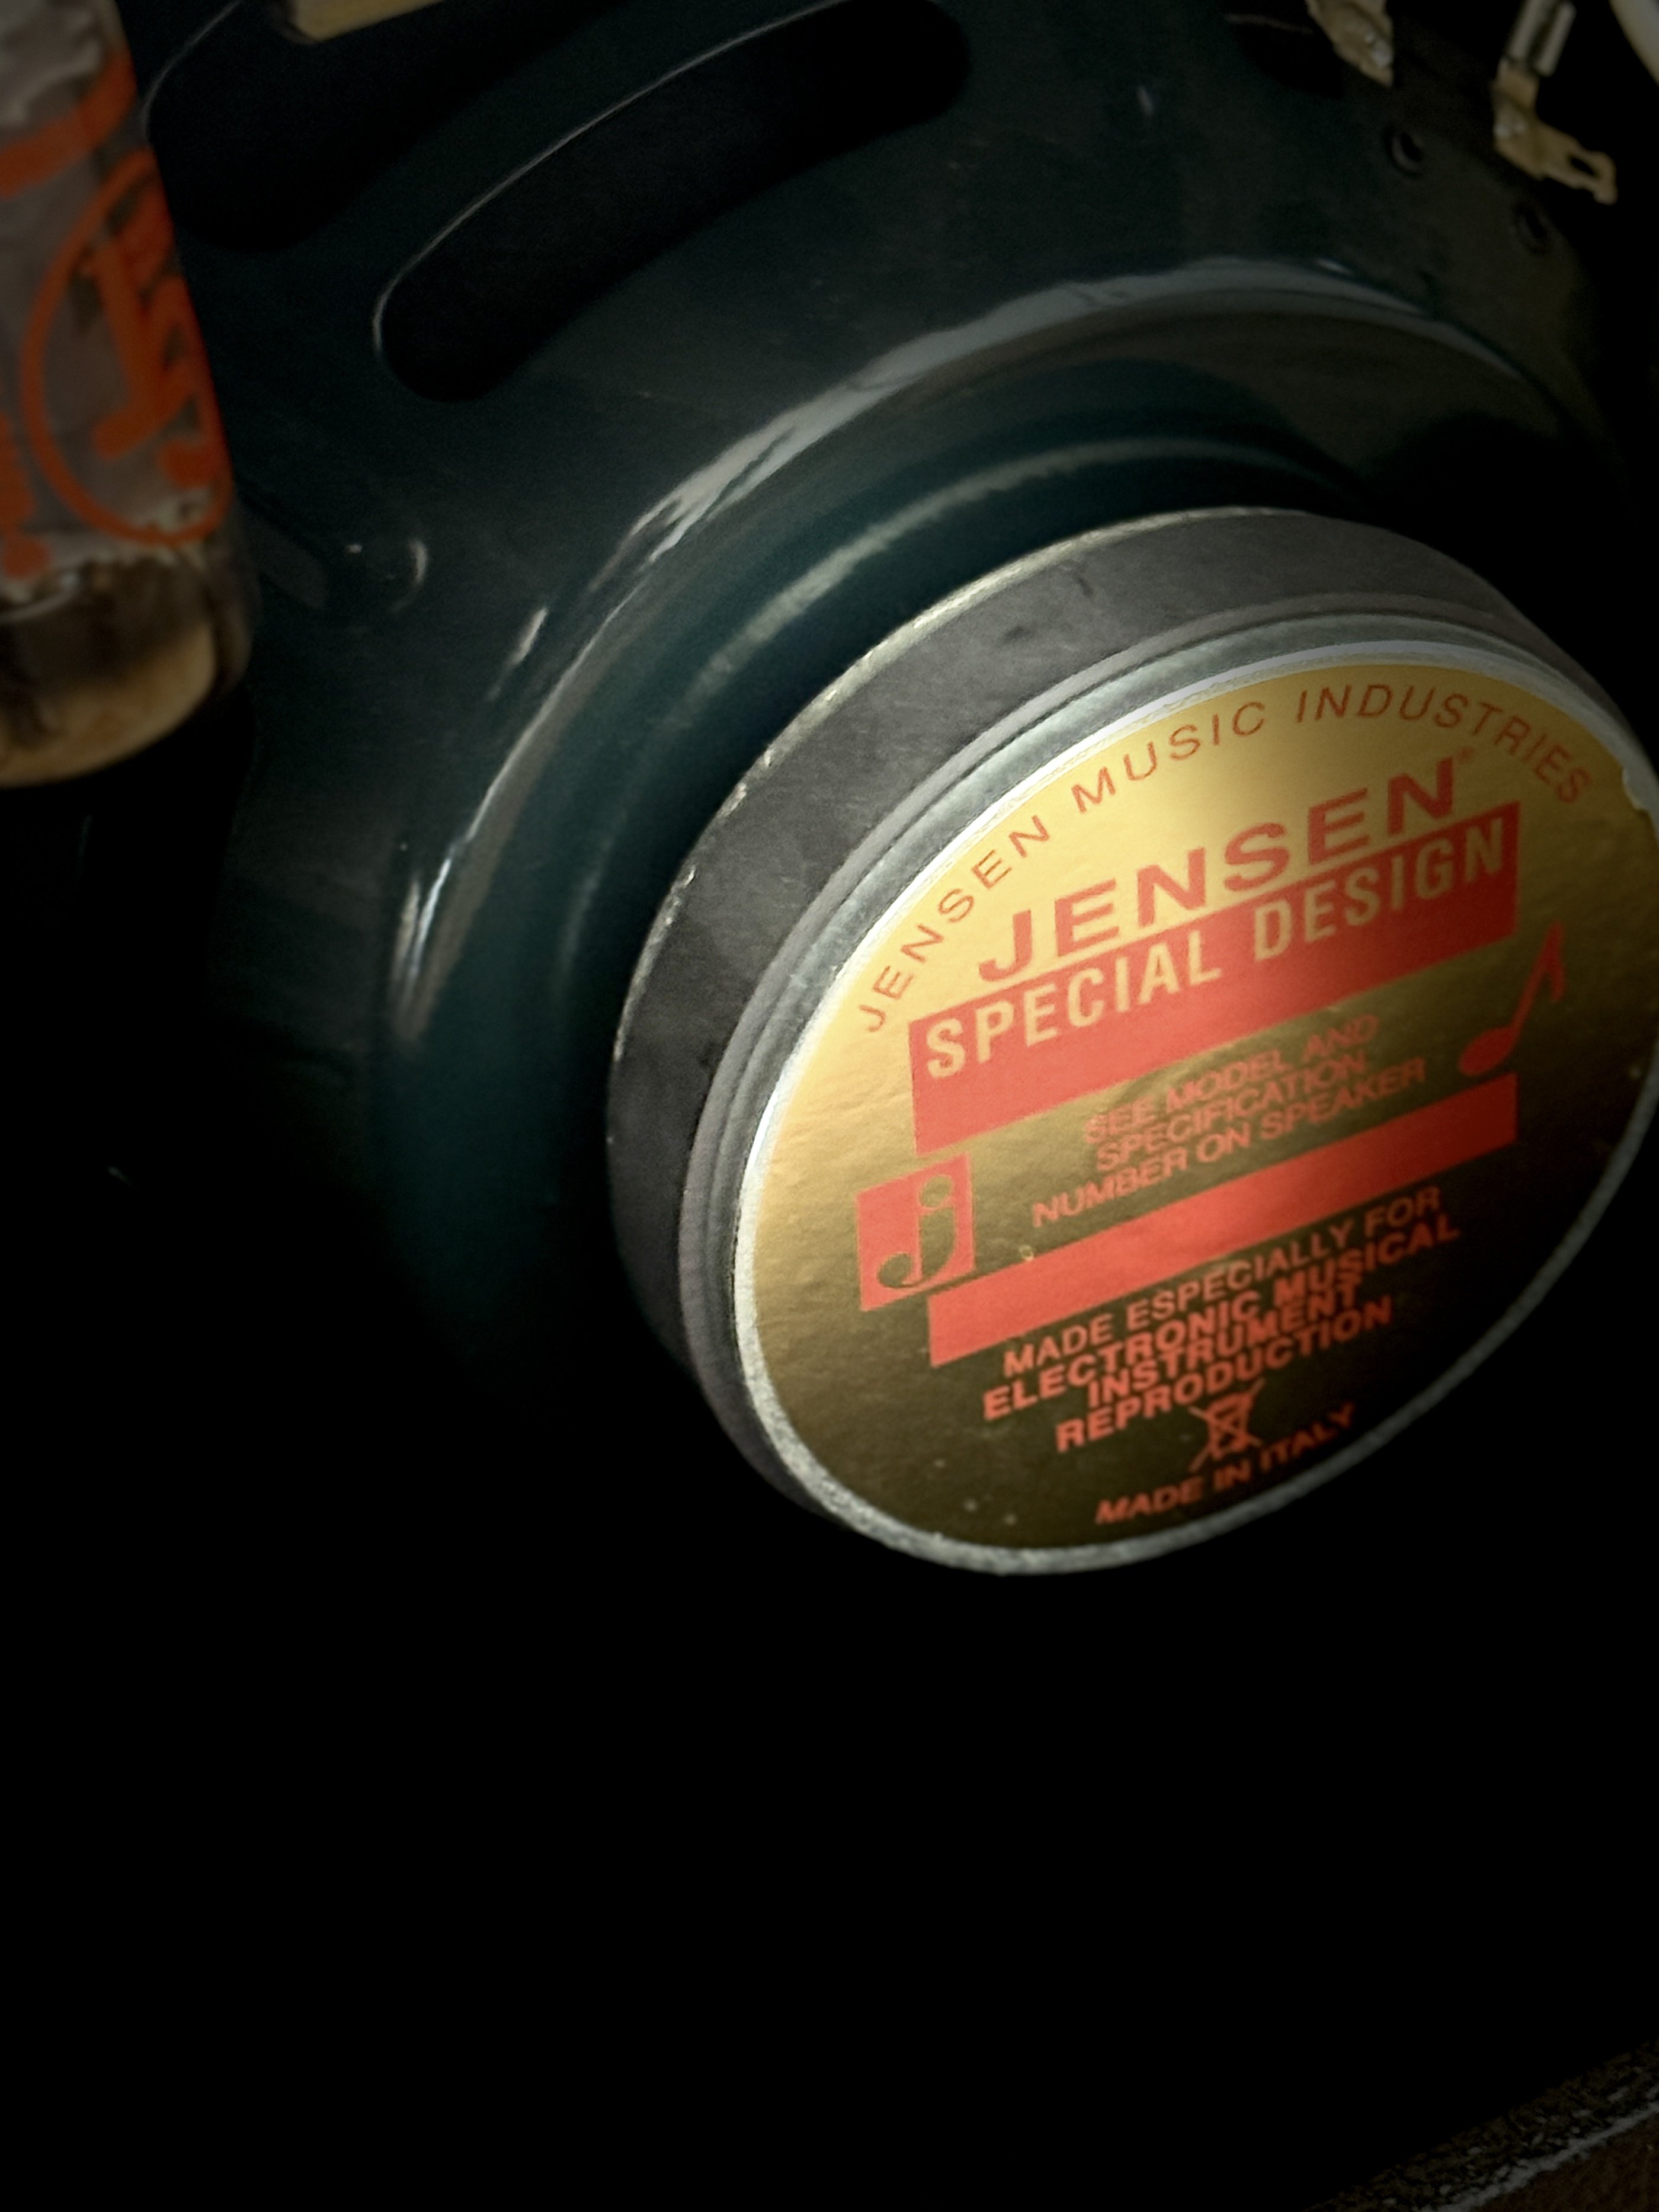 JENSEN MUSIC INDUSTRIES
JENSEN®
SPECIAL DESIGN
SEE MODEL AND
SPECIFICATION
NUMBER ON SPEAKER
j
MADE ESPECIALLY FOR
ELECTRONIC MUSICAL
INSTRUMENT
REPRODUCTION
MADE IN ITALY